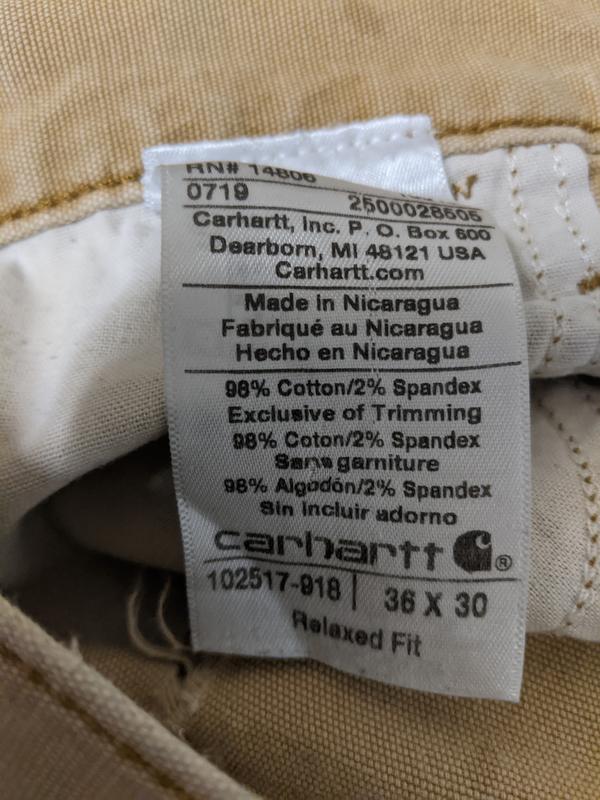 RN# 14806
0719 2500028505
Carhartt, Inc. P. O. Box 600
Dearborn, MI 48121 USA
Carhartt.com
Made in Nicaragua
Fabriqué au Nicaragua
Hecho en Nicaragua
98% Cotton/2% Spandex
Exclusive of Trimming
98% Coton/2% Spandex
Sans garniture
98% Algodón/2% Spandex
Sin incluir adorno
carhartt ®
102517-918 | 36 X 30
Relaxed Fit